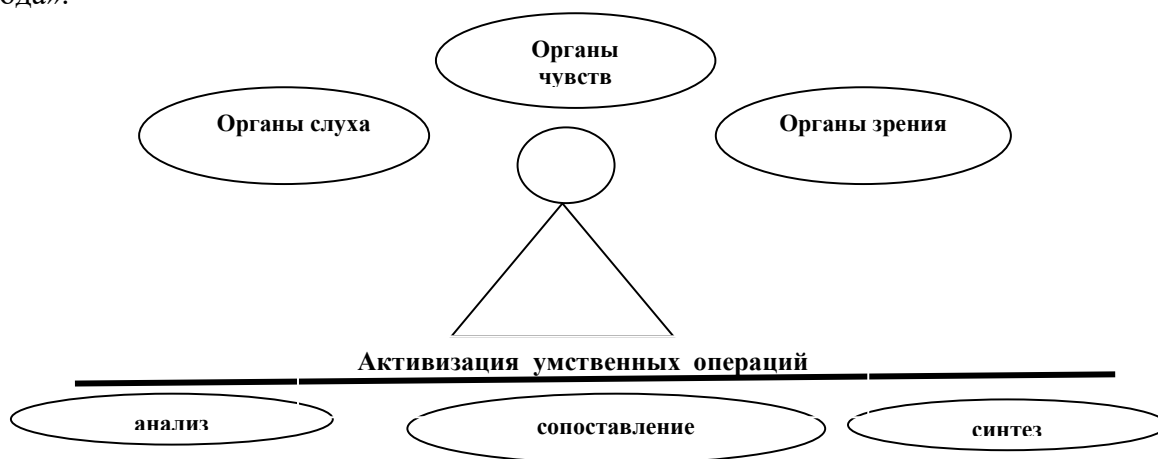 ода».
Органы
чувств
Органы слуха
Органы зрения
Активизация умственных операций
анализ
сопоставление
синтез